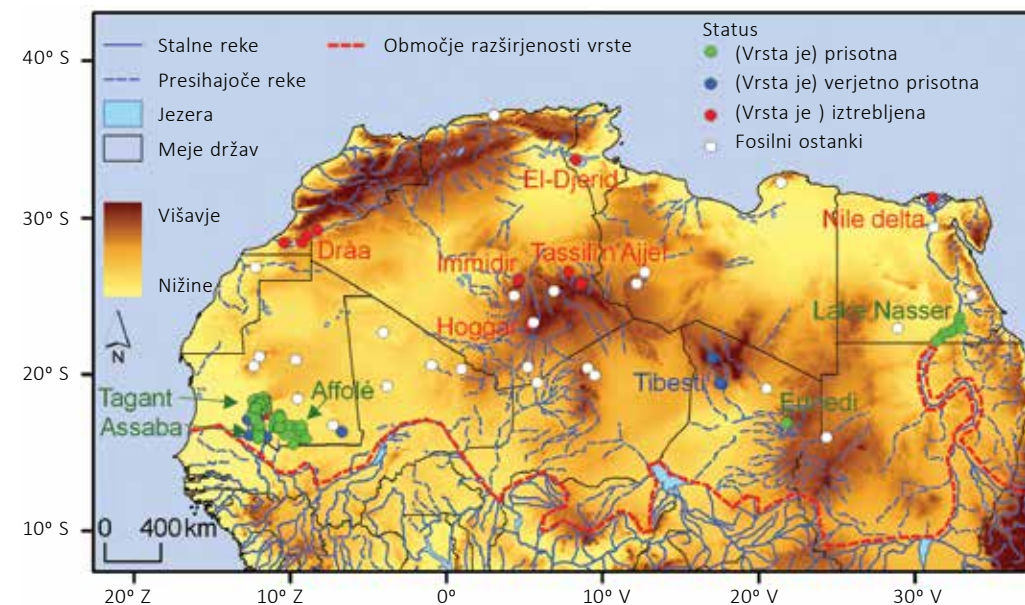 Stalne reke
Presihajoče reke
Jezera
Meje držav
Višavje
Nižine
Območje razširjenosti vrste
Status
(Vrsta je) prisotna
(Vrsta je) verjetno prisotna
(Vrsta je ) iztrebljena
Fosilni ostanki
40° S
30° S
20° S
10° S
El-Djerid
Nile delta
Dràa
Immidir
Tassili n'Ajjel
Hoggar
Lake Nasser
Tibesti
Tagant
Affolé
Assaba
Ennedi
N
0 400 km
20° Z
10° Z
0°
10° V
20° V
30° V